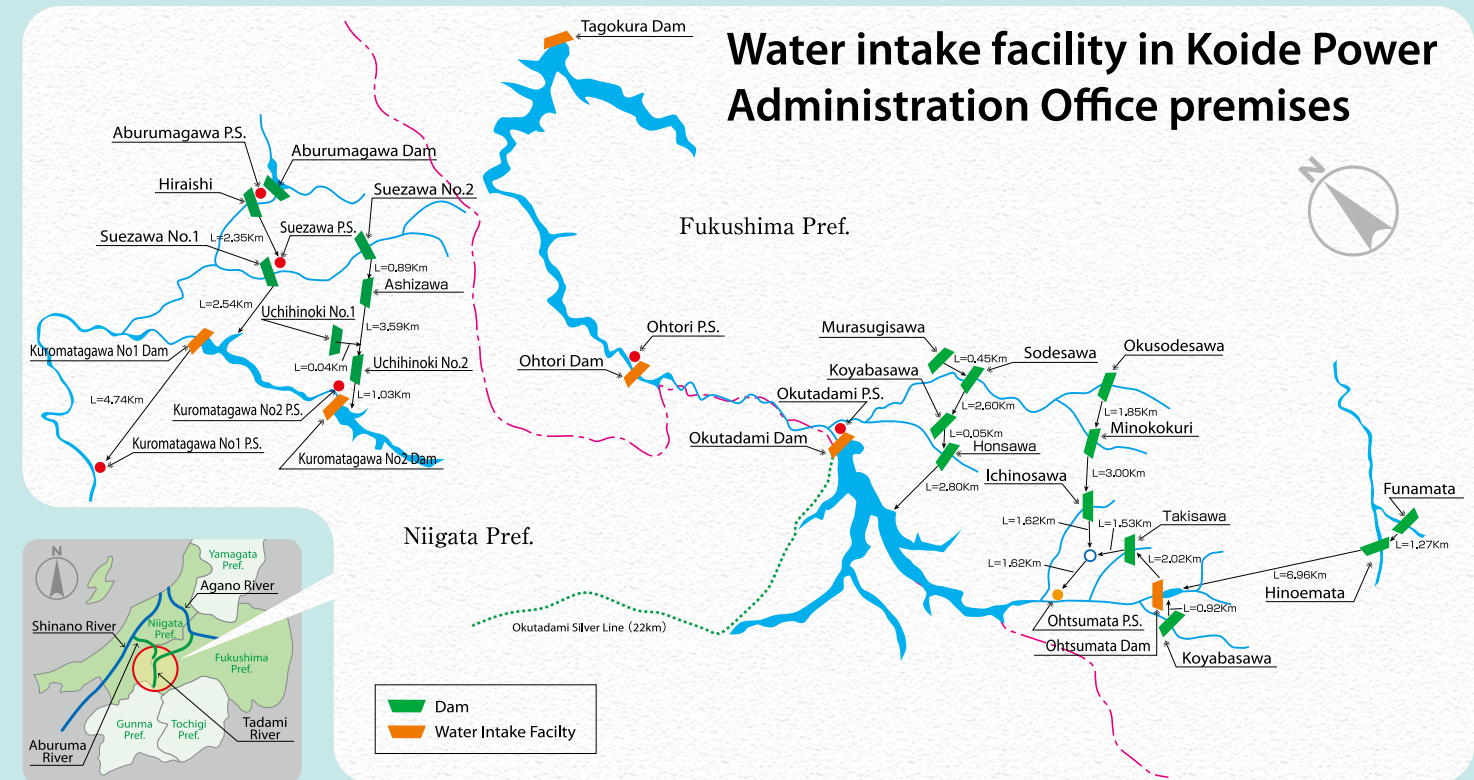 Water intake facility in Koide Power
Administration Office premises
Tagokura Dam
Aburumagawa P.S.
Aburumagawa Dam
Hiraishi
Suezawa No.2
Suezawa P.S.
Suezawa No.1
L=2.35Km
L=0.89Km
Ashizawa
L=2.54Km
Uchihinoki No.1
L=3.59Km
Kuromatagawa No1 Dam
L=0.04Km
Uchihinoki No.2
L=1.03Km
L=4.74Km
Kuromatagawa No2 P.S.
Kuromatagawa No1 P.S.
Kuromatagawa No2 Dam
Fukushima Pref.
N
Ohtori P.S.
Ohtori Dam
Murasugisawa
L=0.45Km
Sodesawa
Okusodesawa
Koyabasawa
Okutadami P.S.
L=2.60Km
L=1.85Km
Okutadami Dam
L=0.05Km
Honsawa
Minokokuri
L=2.80Km
L=3.00Km
Ichinosawa
Funamata
L=1.62Km
L=1.53Km
Takisawa
L=1.27Km
L=1.62Km
L=2.02Km
L=6.96Km
Hinoemata
L=0.92Km
Ohtsumata P.S.
Ohtsumata Dam
Koyabasawa
Niigata Pref.
Okutadami Silver Line (22km)
Dam
Water Intake Facilty
N
Yamagata
Pref.
Agano River
Shinano River
Niigata
Pref.
Fukushima
Pref.
Gunma
Pref.
Tochigi
Pref.
Tadami
River
Aburuma
River